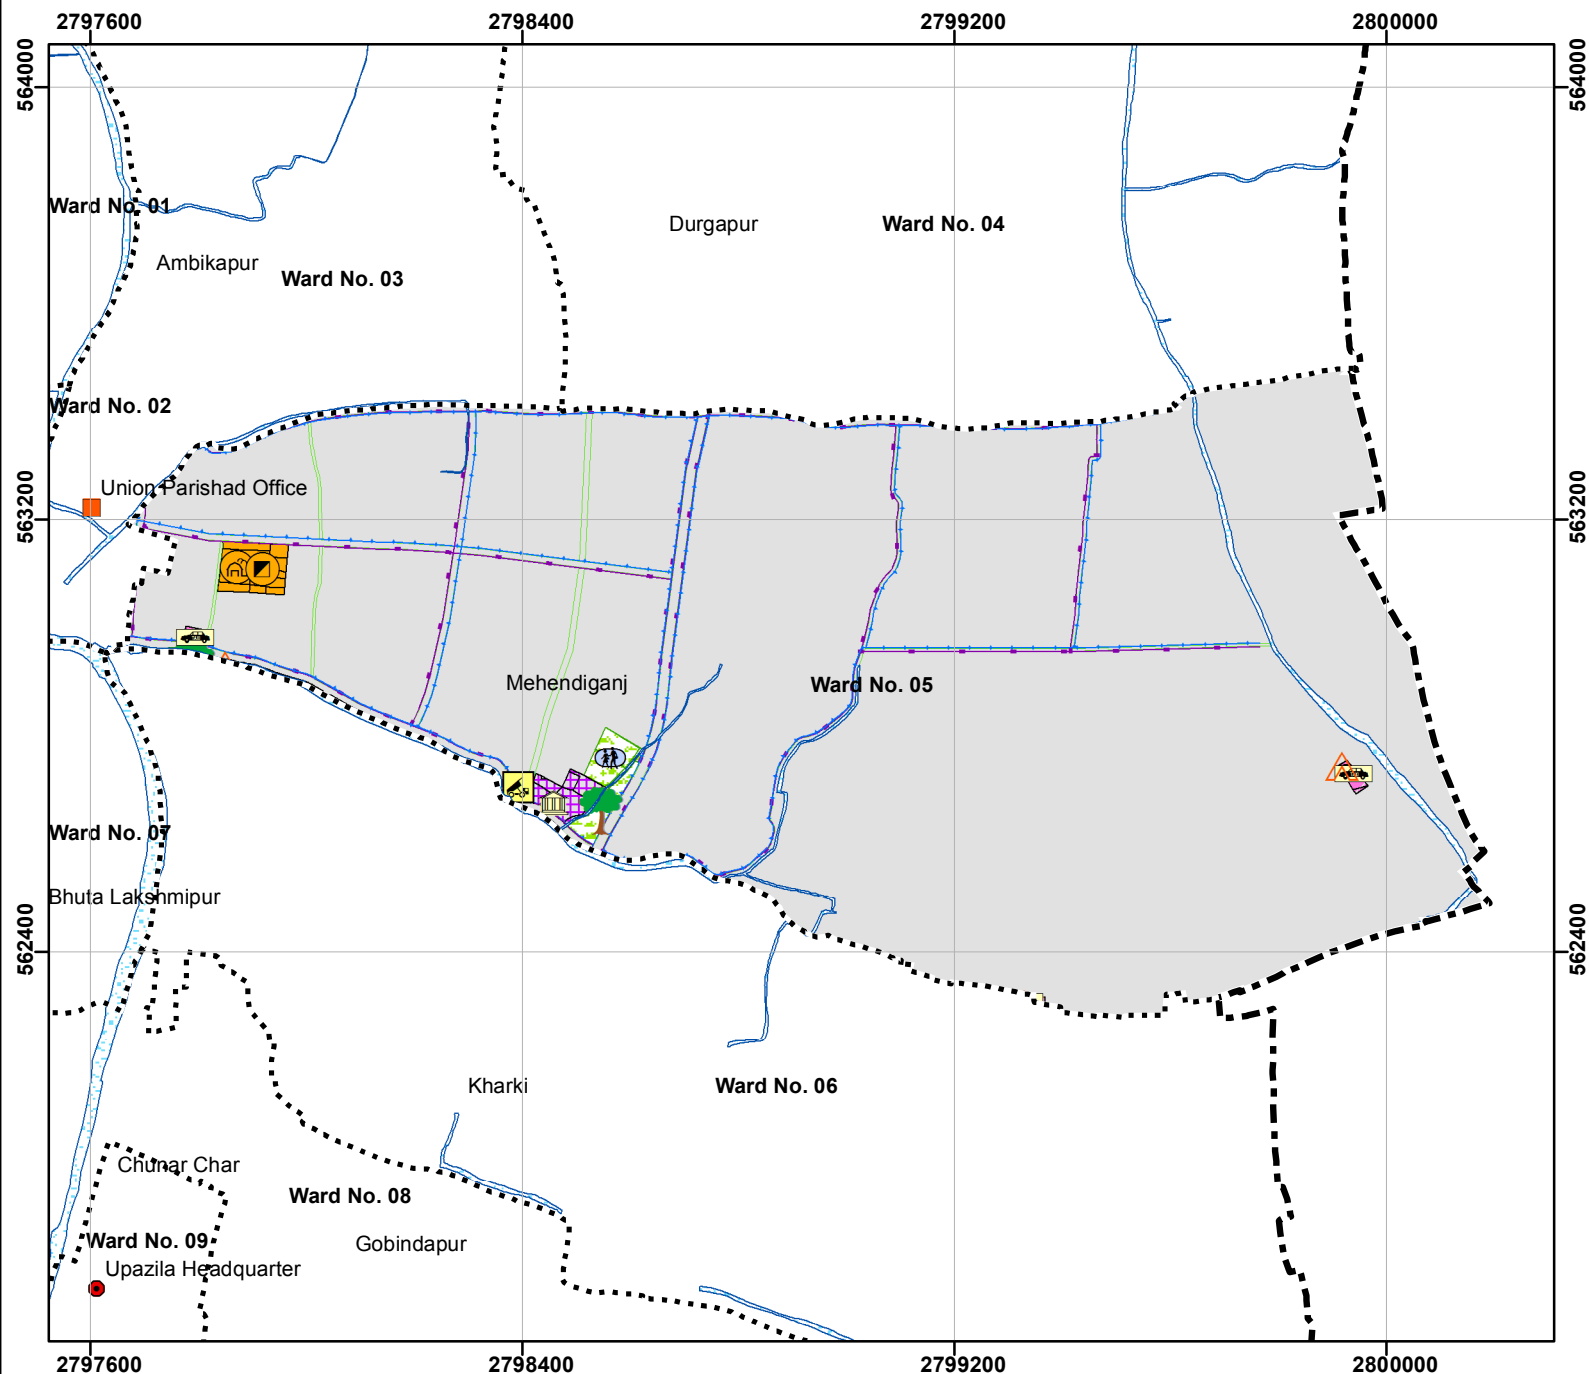 2797600 2798400 2799200 2800000
564000 564000
Ward No. 01
Durgapur Ward No. 04
Ambikapur
Ward No. 03
Ward No. 02
Union Parishad Office
563200 563200
Mehendiganj Ward No. 05
Ward No. 07
Bhuta Lakshmipur
562400 562400
Kharki Ward No. 06
Chunar Char
Ward No. 08
Ward No. 09 Gobindapur
Upazila Headquarter
2797600 2798400 2799200 2800000